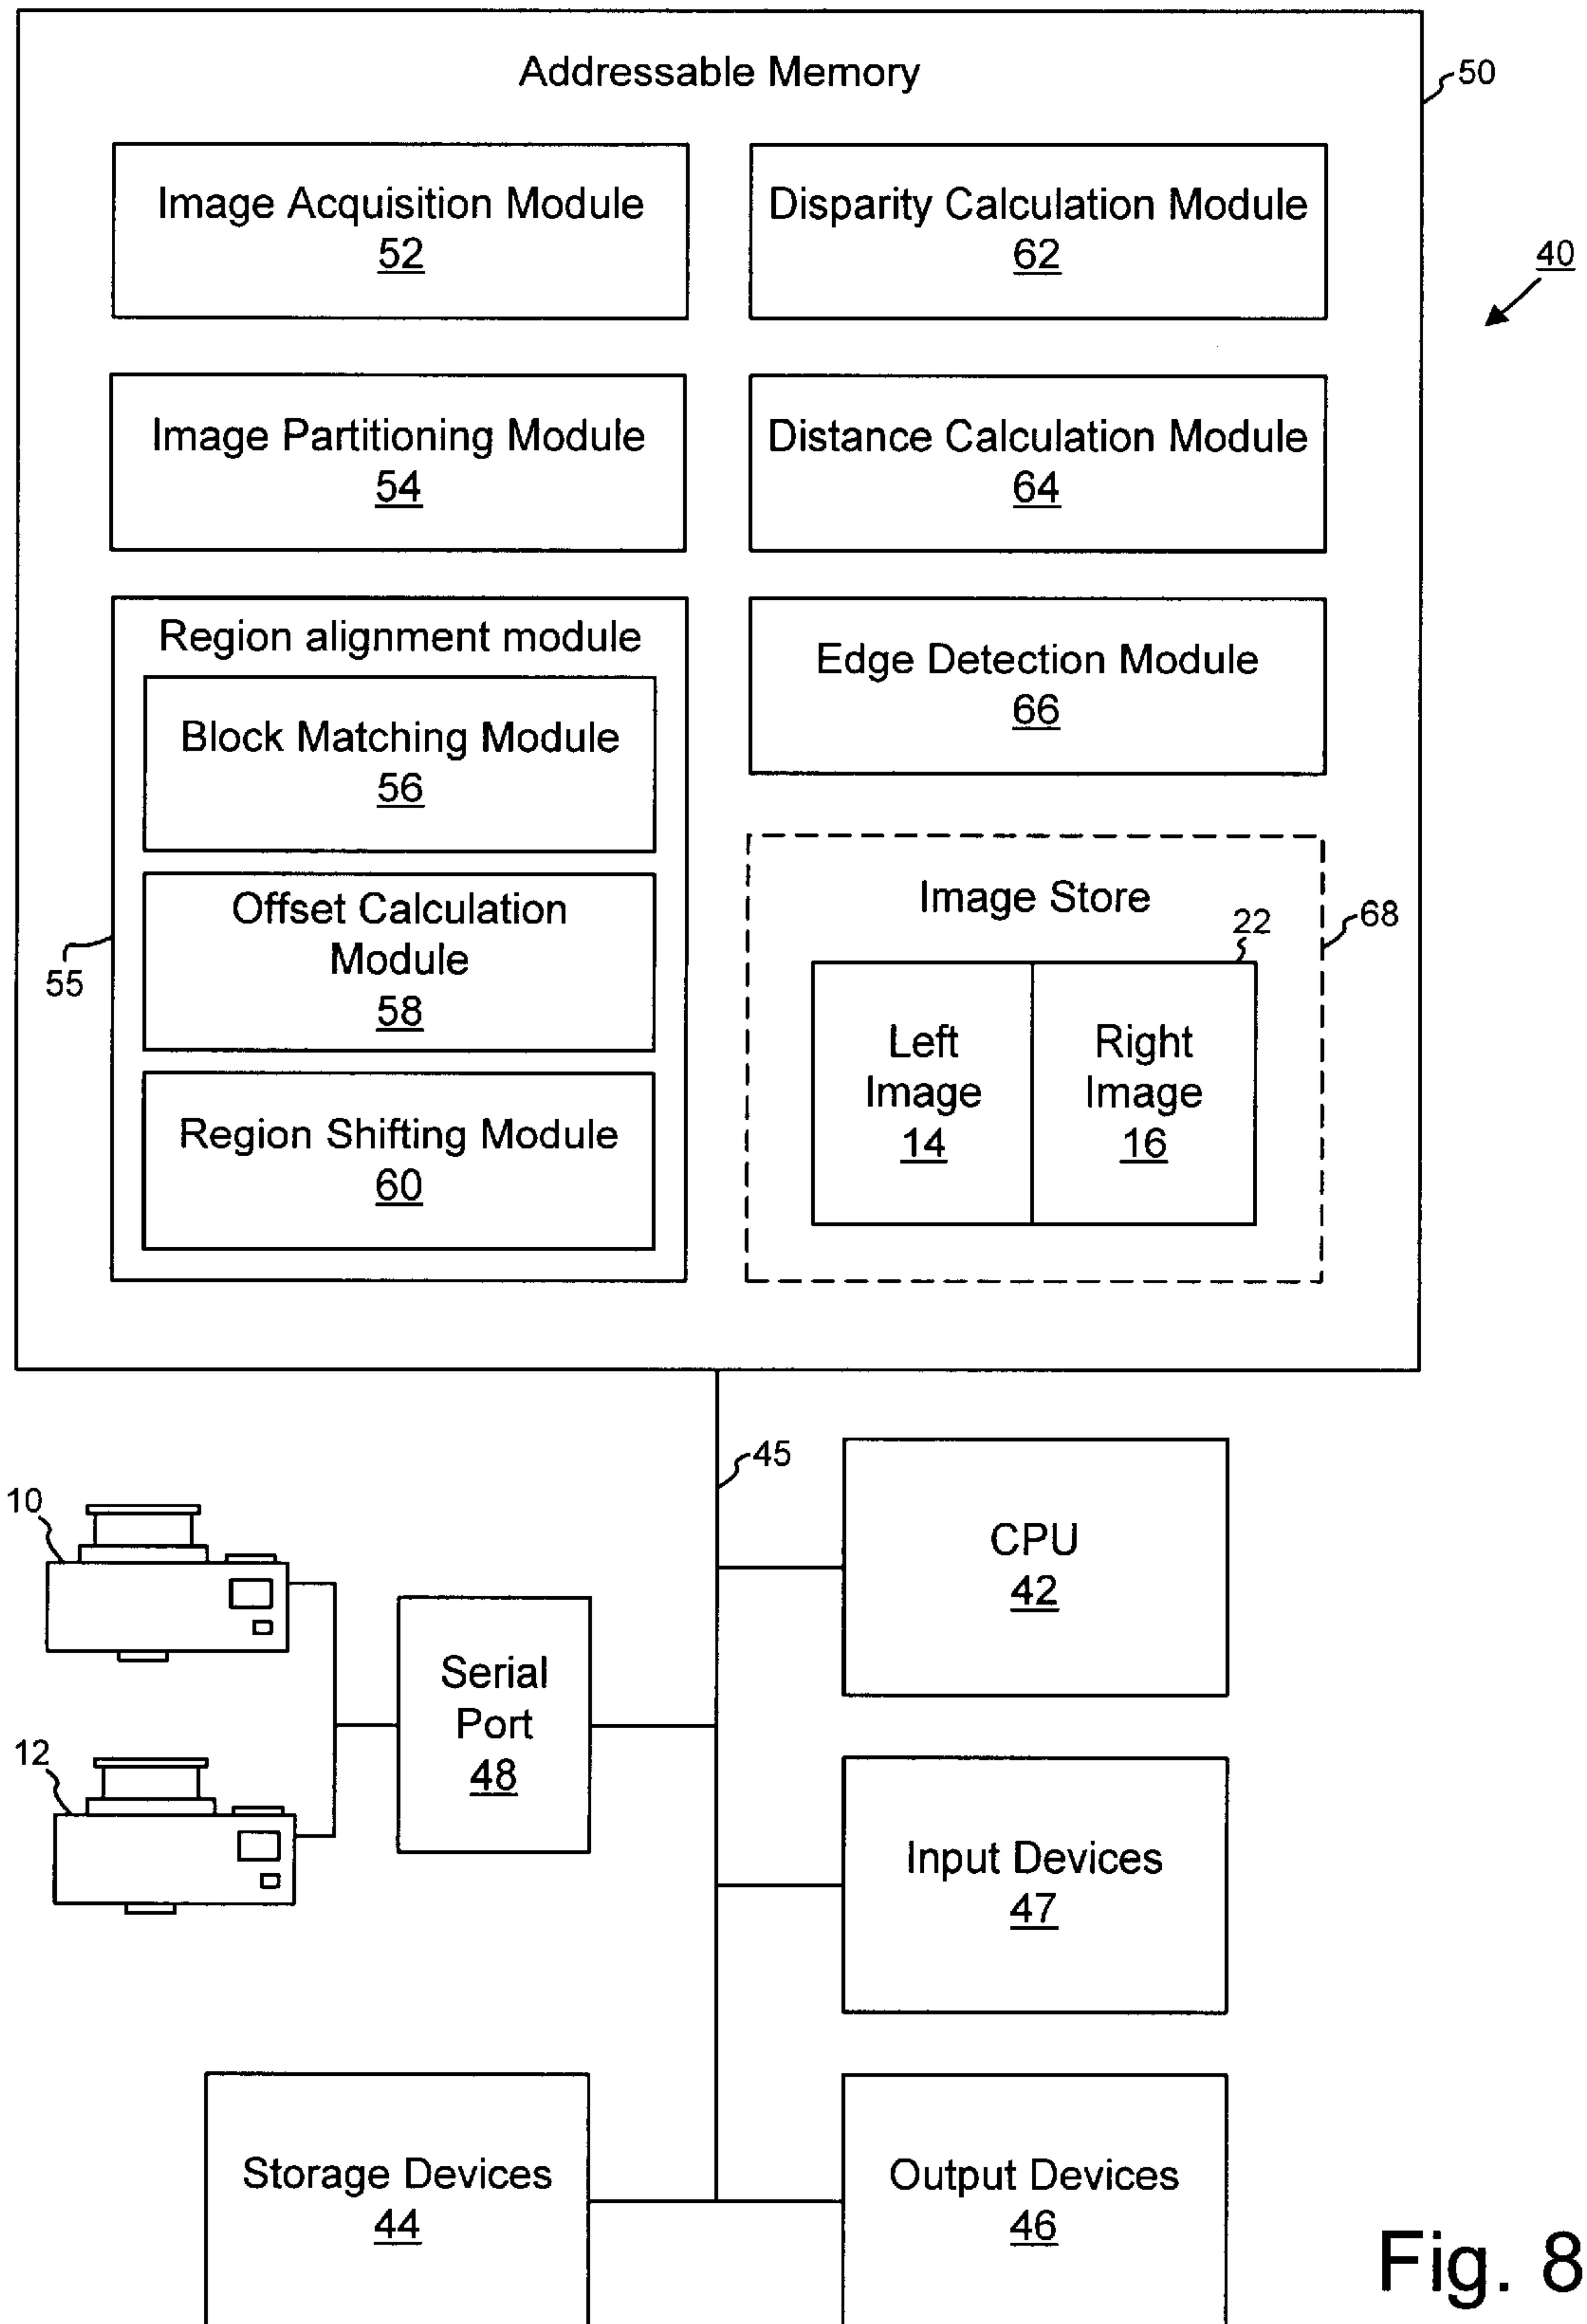 Addressable Memory
50
Image Acquisition Module
52
Disparity Calculation Module
62
40
Image Partitioning Module
54
Distance Calculation Module
64
Region alignment module
Block Matching Module
56
Offset Calculation
Module
58
Region Shifting Module
60
55
Edge Detection Module
66
Image Store
68
22
Left
Image
14
Right
Image
16
45
CPU
42
10
12
Serial
Port
48
Input Devices
47
Storage Devices
44
Output Devices
46
Fig. 8